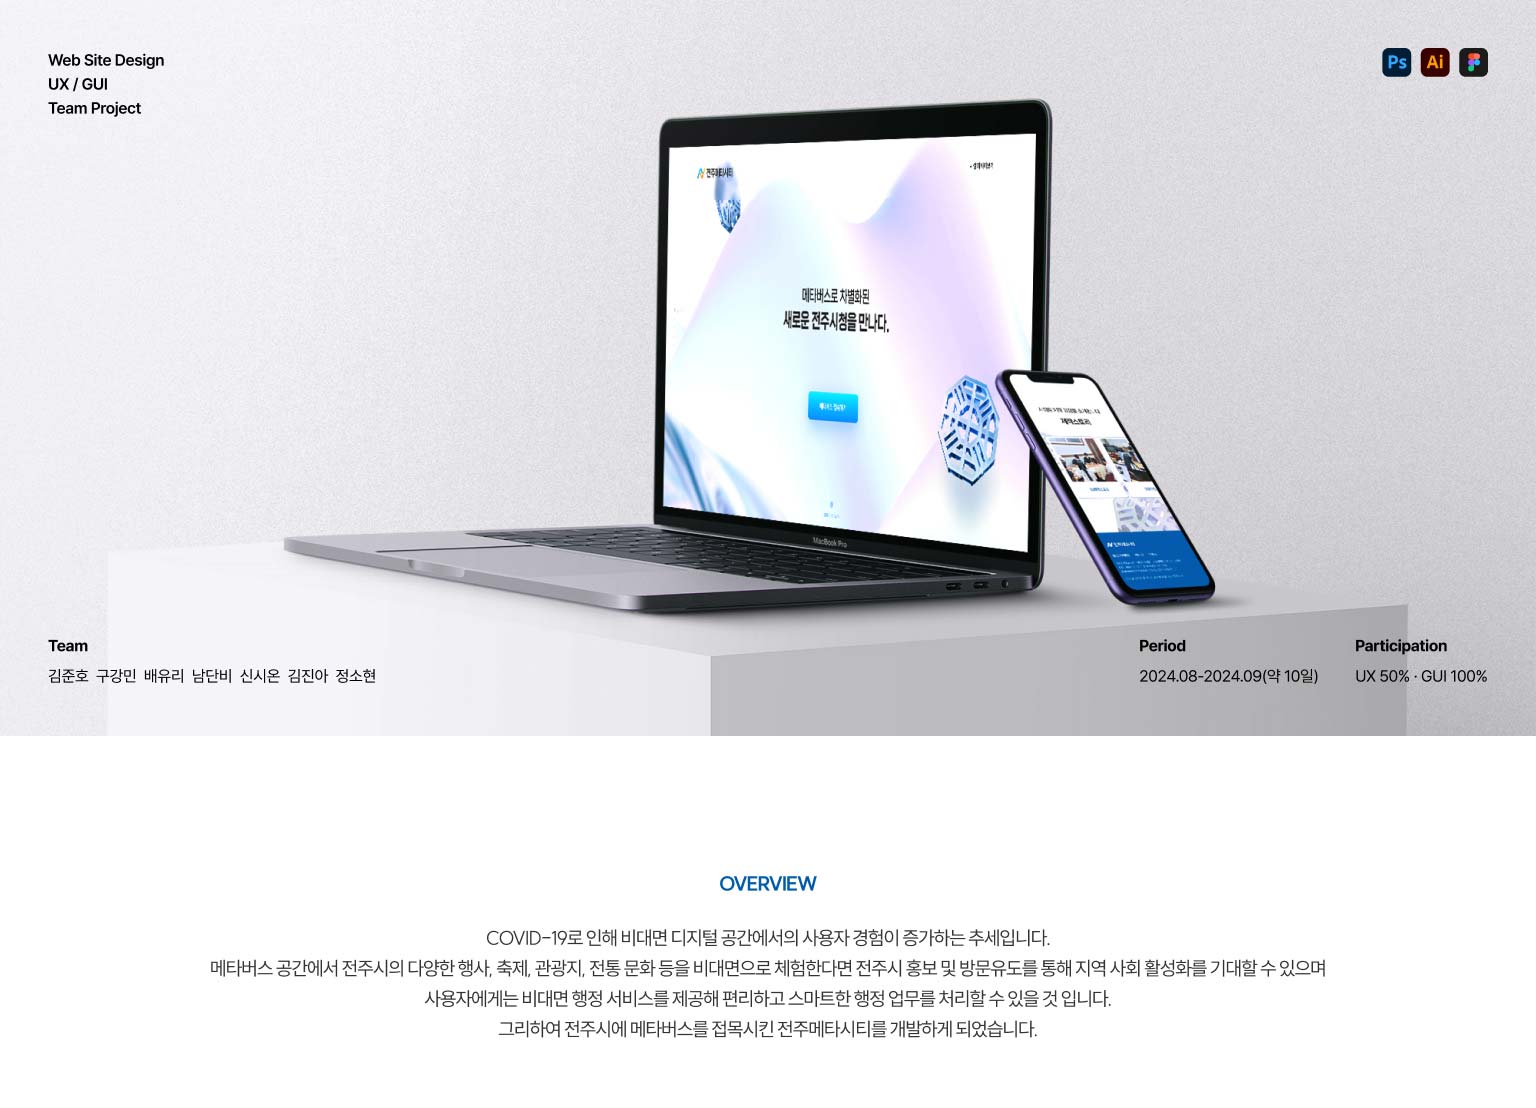 Web Site Design
UX / GUI
Team Project
Ps Ai
전주메타시티
메타버스로 차별화된
새로운 전주시청을 만나다.
MacBook Pro
제작스토리
Team
김준호 구강민 배유리 남단비 신시온 김진아 정소현
Period
2024.08-2024.09(약 10일)
Participation
UX 50% · GUI 100%
OVERVIEW
COVID-19로 인해 비대면 디지털 공간에서의 사용자 경험이 증가하는 추세입니다.
메타버스 공간에서 전주시의 다양한 행사, 축제, 관광지, 전통 문화 등을 비대면으로 체험한다면 전주시 홍보 및 방문유도를 통해 지역 사회 활성화를 기대할 수 있으며
사용자에게는 비대면 행정 서비스를 제공해 편리하고 스마트한 행정 업무를 처리할 수 있을 것 입니다.
그리하여 전주시에 메타버스를 접목시킨 전주메타시티를 개발하게 되었습니다.